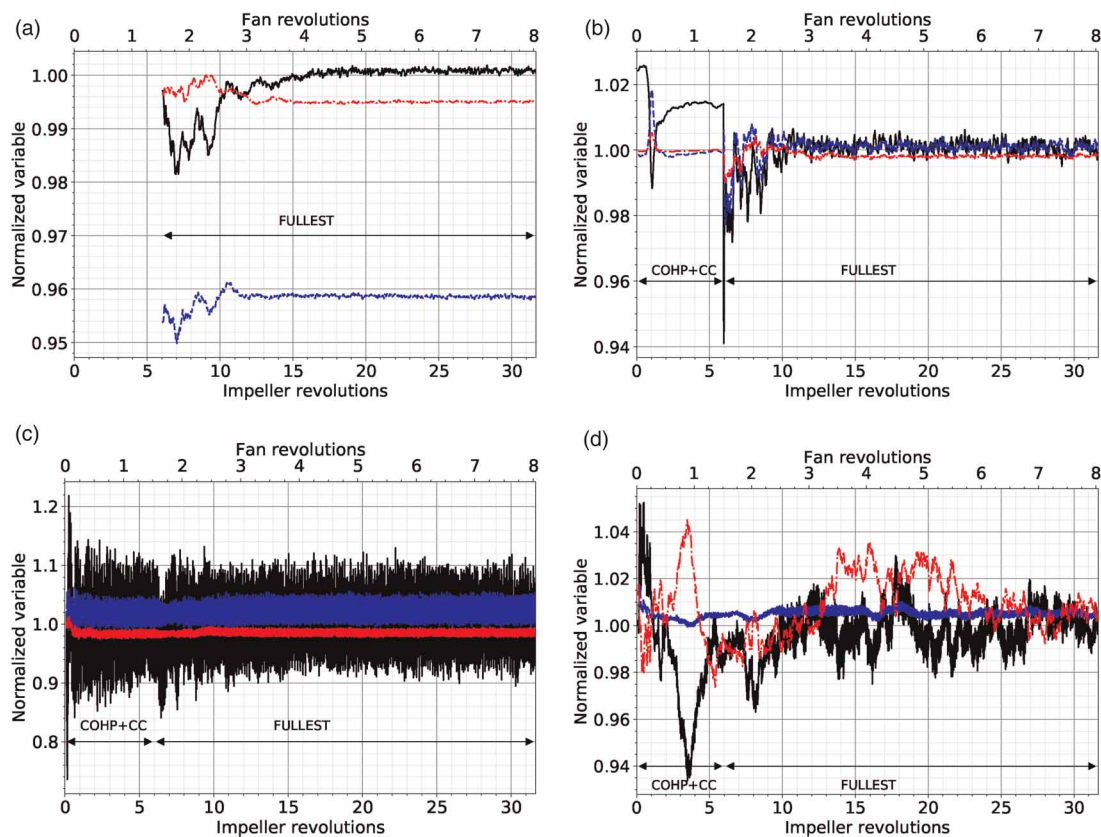 (a)
Fan revolutions
0 1 2 3 4 5 6 7 8
Normalized variable
1.00
0.99
0.98
0.97
0.96
0.95
FULLEST
0 5 10 15 20 25 30
Impeller revolutions
(b)
Fan revolutions
0 1 2 3 4 5 6 7 8
Normalized variable
1.02
1.00
0.98
0.96
0.94
COHP+CC FULLEST
0 5 10 15 20 25 30
Impeller revolutions
(c)
Fan revolutions
0 1 2 3 4 5 6 7 8
Normalized variable
1.2
1.1
1.0
0.9
0.8
COHP+CC FULLEST
0 5 10 15 20 25 30
Impeller revolutions
(d)
Fan revolutions
0 1 2 3 4 5 6 7 8
Normalized variable
1.04
1.02
1.00
0.98
0.96
0.94
COHP+CC FULLEST
0 5 10 15 20 25 30
Impeller revolutions